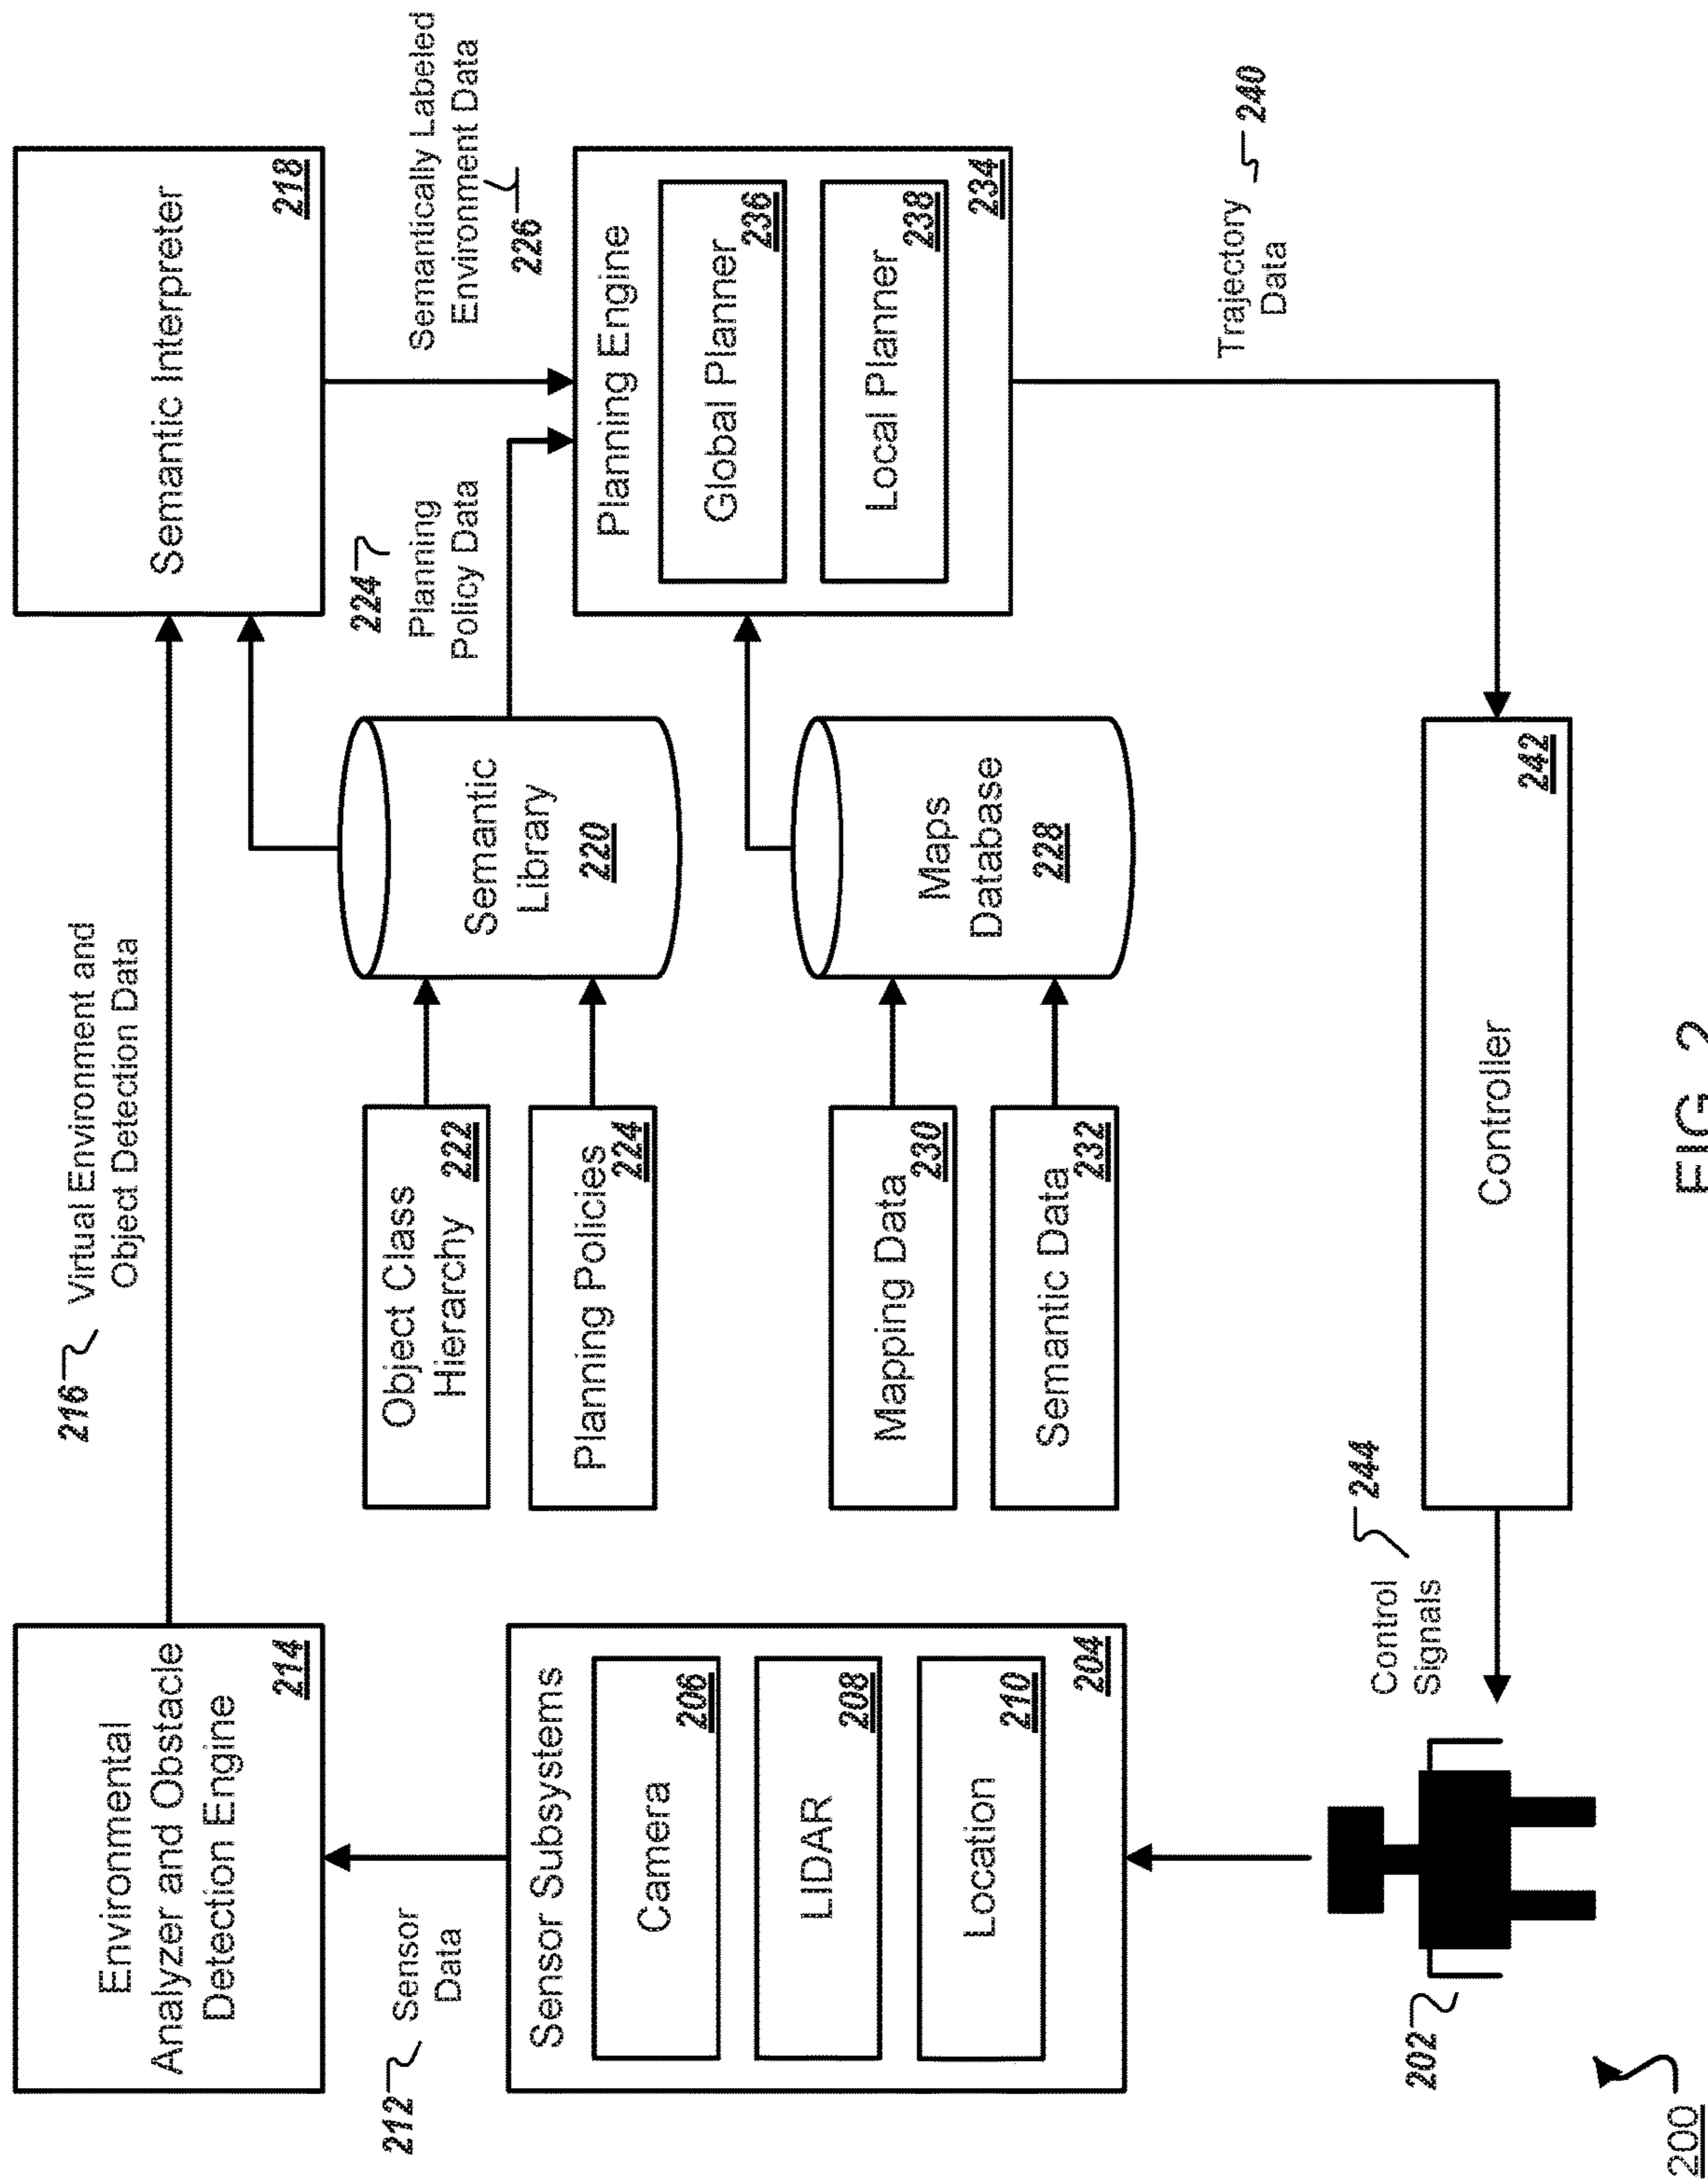 216
Virtual Environment and
Object Detection Data
Environmental
Analyzer and Obstacle
Detection Engine
214
Semantic Interpreter
218
212
Sensor
Data
224
Planning
Policy Data
Semantically Labeled
Environment Data
226
Sensor Subsystems
Camera
206
LIDAR
208
Location
210
204
Object Class
Hierarchy
222
Planning Policies
224
Semantic
Library
220
Mapping Data
230
Semantic Data
232
Maps
Database
228
Planning Engine
Global Planner
236
Local Planner
238
234
Trajectory
Data
240
202
Control
Signals
244
Controller
242
200
FIG. 2